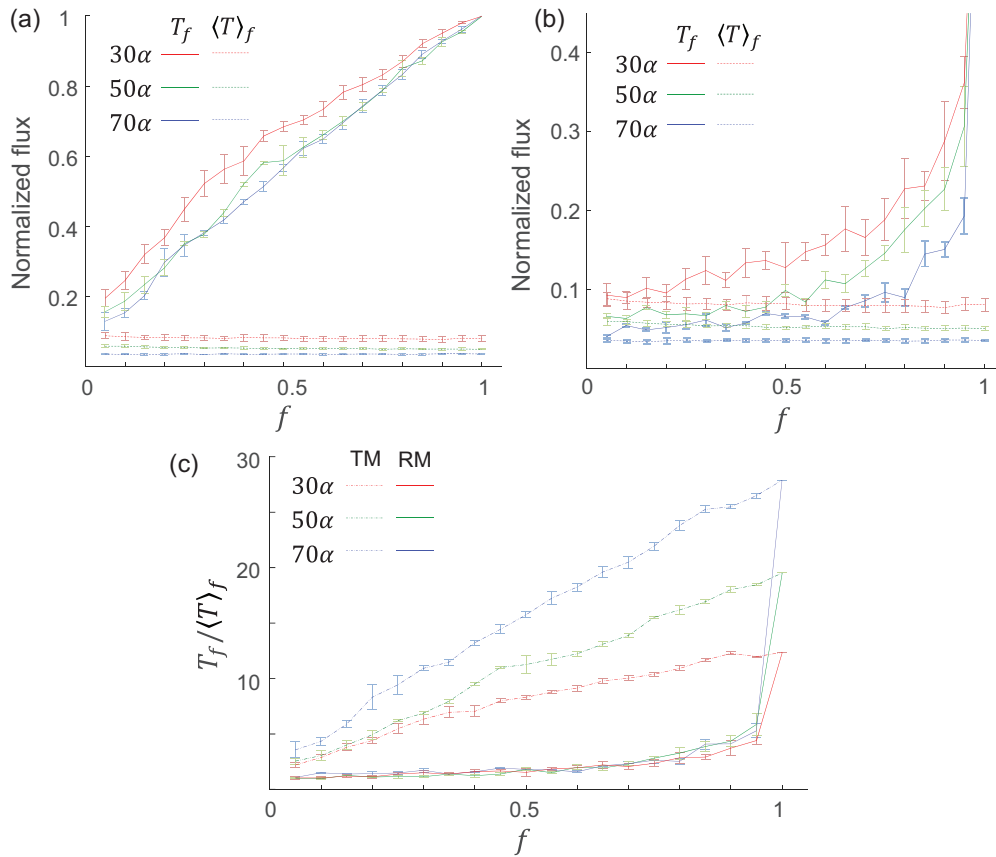 (a)
T_f ⟨T⟩_f
30α
50α
70α
Normalized flux
1
0.8
0.6
0.4
0.2
0 0.5 1
f
(b)
T_f ⟨T⟩_f
30α
50α
70α
Normalized flux
0.4
0.3
0.2
0.1
0 0.5 1
f
(c)
TM RM
30α
50α
70α
T_f/⟨T⟩_f
30
20
10
0 0.5 1
f